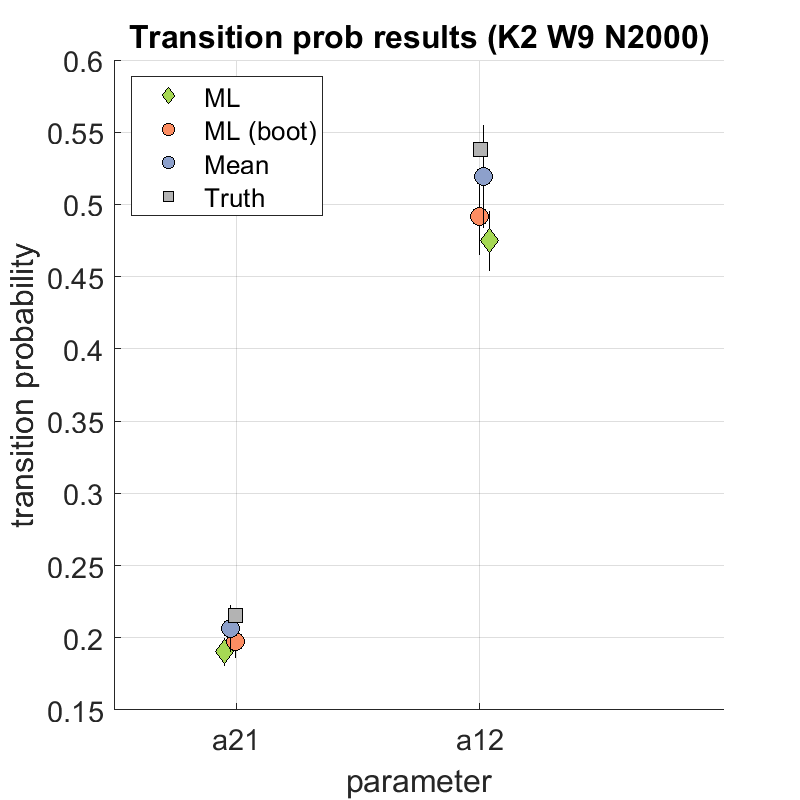 Transition prob results (K2 W9 N2000)
0.6
0.55
0.5
0.45
0.4
0.35
0.3
0.25
0.2
0.15
transition probability
ML
ML (boot)
Mean
Truth
a21
a12
parameter